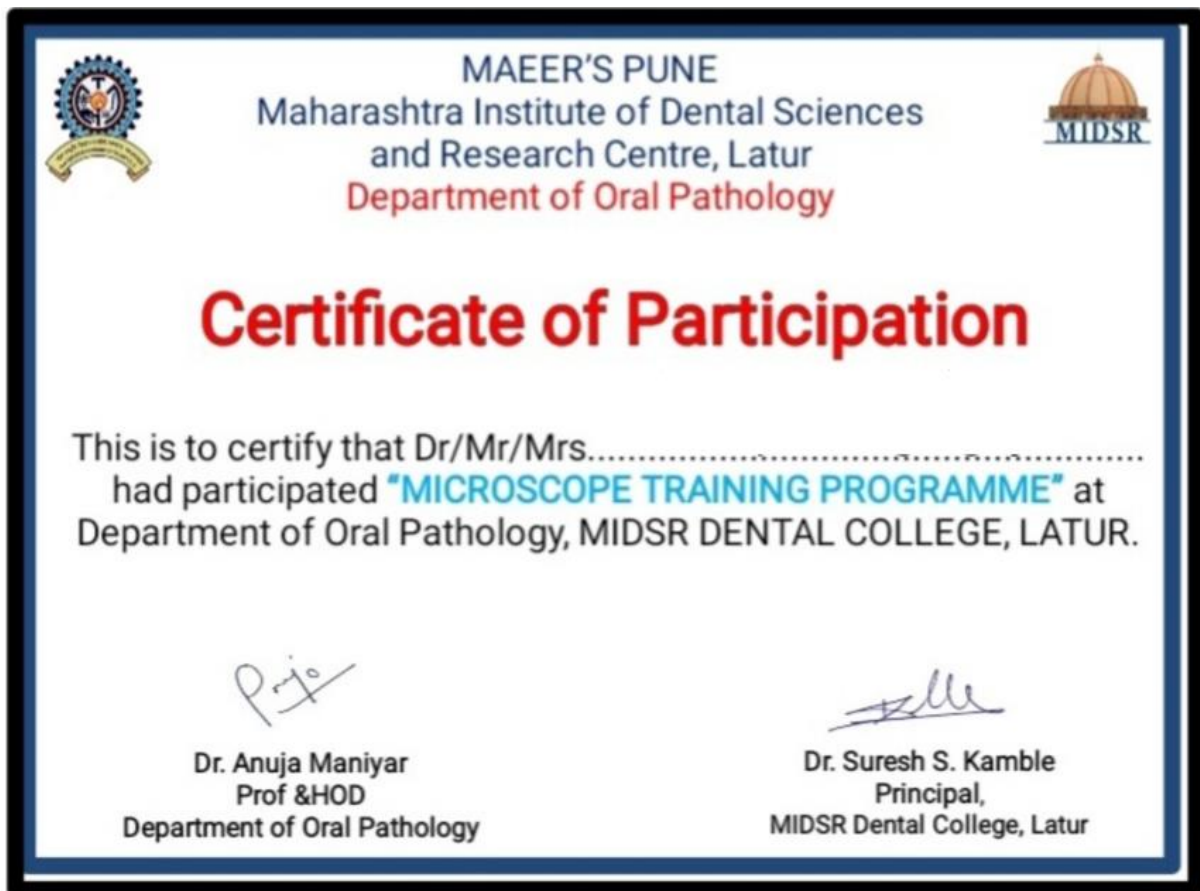 MAEER'S PUNE
Maharashtra Institute of Dental Sciences
and Research Centre, Latur
Department of Oral Pathology
MIDSR
Certificate of Participation
This is to certify that Dr/Mr/Mrs...............................................................
had participated "MICROSCOPE TRAINING PROGRAMME" at
Department of Oral Pathology, MIDSR DENTAL COLLEGE, LATUR.
Dr. Anuja Maniyar
Prof &HOD
Department of Oral Pathology
Dr. Suresh S. Kamble
Principal,
MIDSR Dental College, Latur